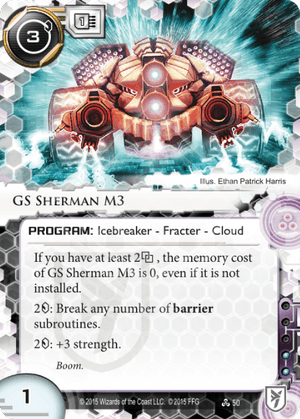 3
1
Illus. Ethan Patrick Harris
GS SHERMAN M3
PROGRAM: Icebreaker - Fracter - Cloud
If you have at least 2 , the memory cost
of GS Sherman M3 is 0, even if it is not
installed.
2 : Break any number of barrier
subroutines.
2 : +3 strength.
Boom.
1
© 2015 Wizards of the Coast LLC. © 2015 FFG
50